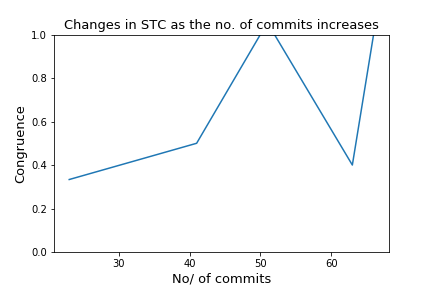 Changes in STC as the no. of commits increases
1.0
0.8
0.6
0.4
0.2
0.0
Congruence
30 40 50 60
No/ of commits